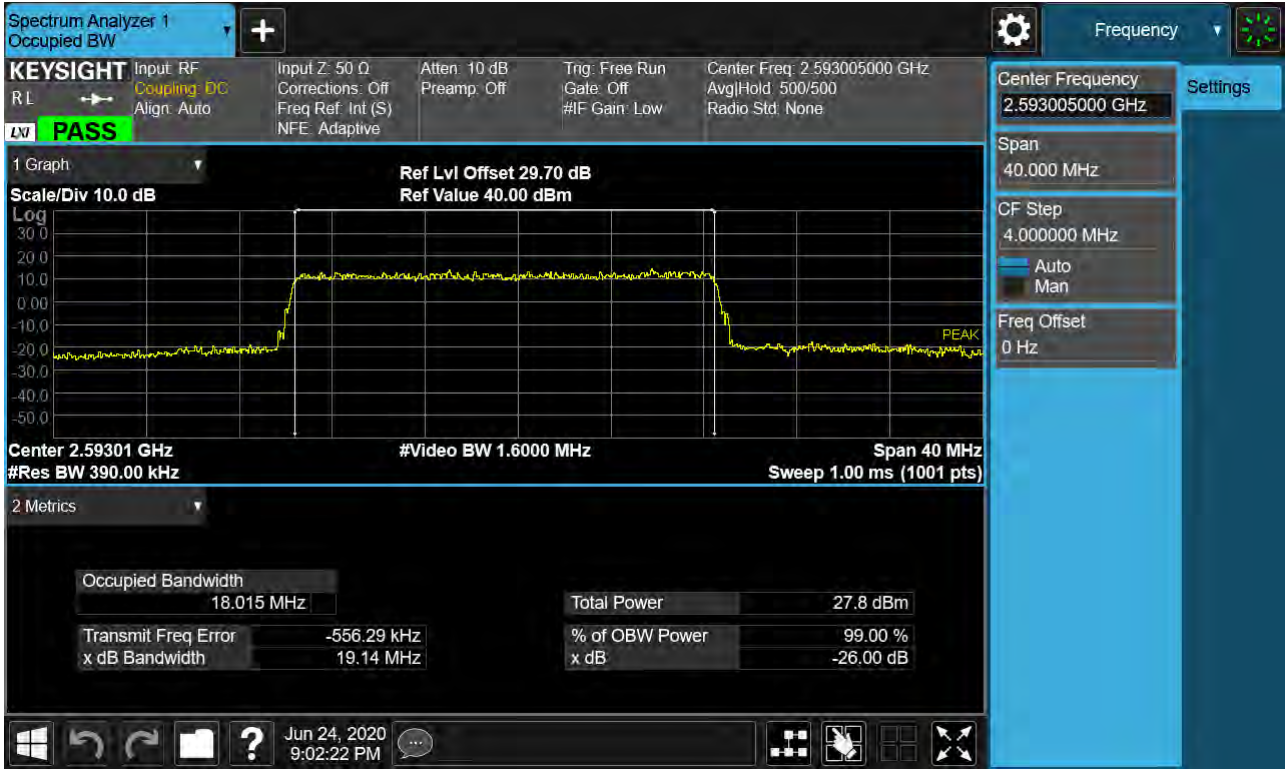 Spectrum Analyzer 1
Occupied BW
Frequency
KEYSIGHT
R L
LXI
PASS
Input: RF
Coupling: DC
Align: Auto
Input Z: 50 Ω
Corrections: Off
Freq Ref: Int (S)
NFE: Adaptive
Atten: 10 dB
Preamp: Off
Trig: Free Run
Gate: Off
#IF Gain: Low
Center Freq: 2.593005000 GHz
Avg|Hold: 500/500
Radio Std: None
Center Frequency
2.593005000 GHz
Settings
Span
40.000 MHz
CF Step
4.000000 MHz
Auto
Man
Freq Offset
0 Hz
1 Graph
Scale/Div 10.0 dB
Ref Lvl Offset 29.70 dB
Ref Value 40.00 dBm
Log
30.0
20.0
10.0
0.00
-10.0
-20.0
-30.0
-40.0
-50.0
PEAK
Center 2.59301 GHz
#Video BW 1.6000 MHz
Span 40 MHz
#Res BW 390.00 kHz
Sweep 1.00 ms (1001 pts)
2 Metrics
Occupied Bandwidth
18.015 MHz
Total Power 27.8 dBm
Transmit Freq Error -556.29 kHz
% of OBW Power 99.00 %
x dB Bandwidth 19.14 MHz
x dB -26.00 dB
?
Jun 24, 2020
9:02:22 PM